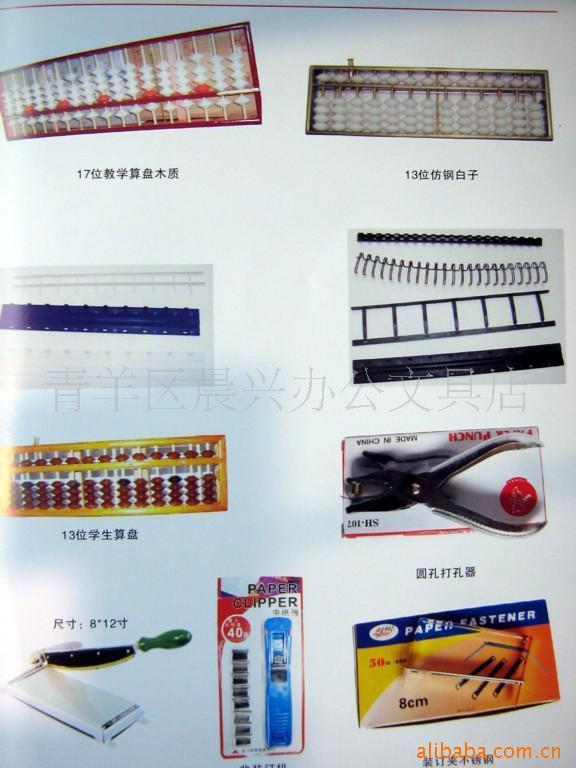 17位教学算盘木质
13位仿钢白子
青羊区晨兴办公文具店
13位学生算盘
PAPER PUNCH
MADE IN CHINA
SH-107
圆孔打孔器
尺寸：8*12寸
PAPER
CLIPPER
40
PAPER FASTENER
50
8cm
装订夹不锈钢
alibaba.com.cn